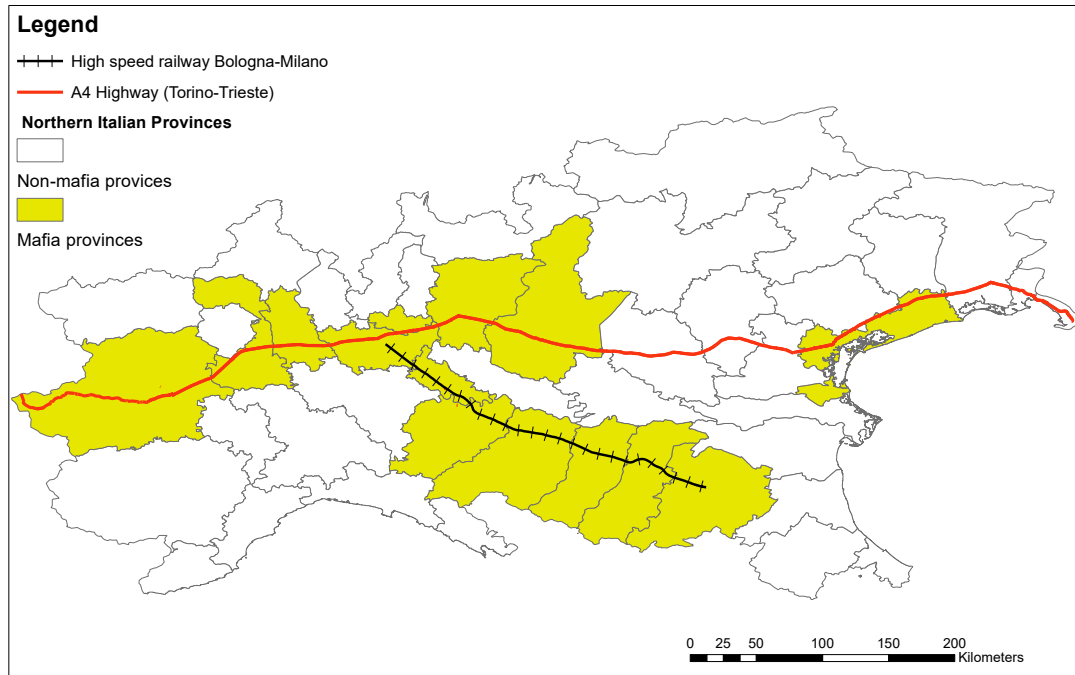 Legend
High speed railway Bologna-Milano
A4 Highway (Torino-Trieste)
Northern Italian Provinces
Non-mafia provices
Mafia provinces
0 25 50 100 150 200
Kilometers